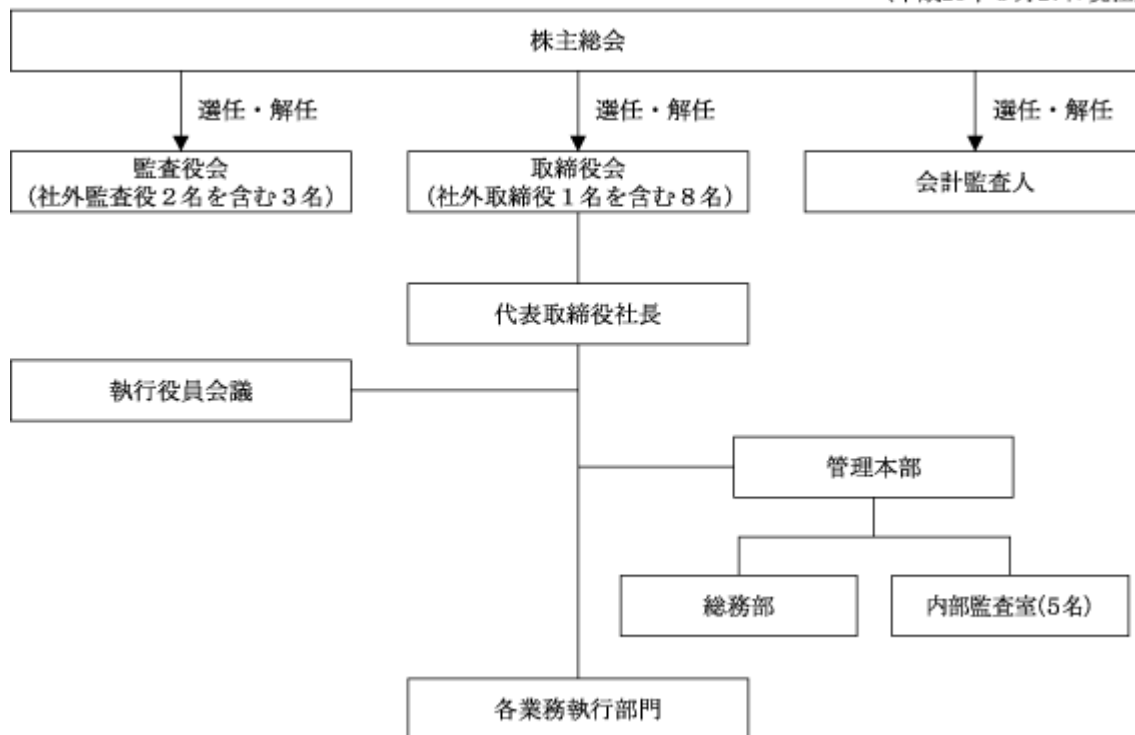 株主総会
選任・解任
選任・解任
選任・解任
監査役会
(社外監査役2名を含む3名)
取締役会
(社外取締役1名を含む8名)
会計監査人
代表取締役社長
執行役員会議
管理本部
総務部
内部監査室(5名)
各業務執行部門